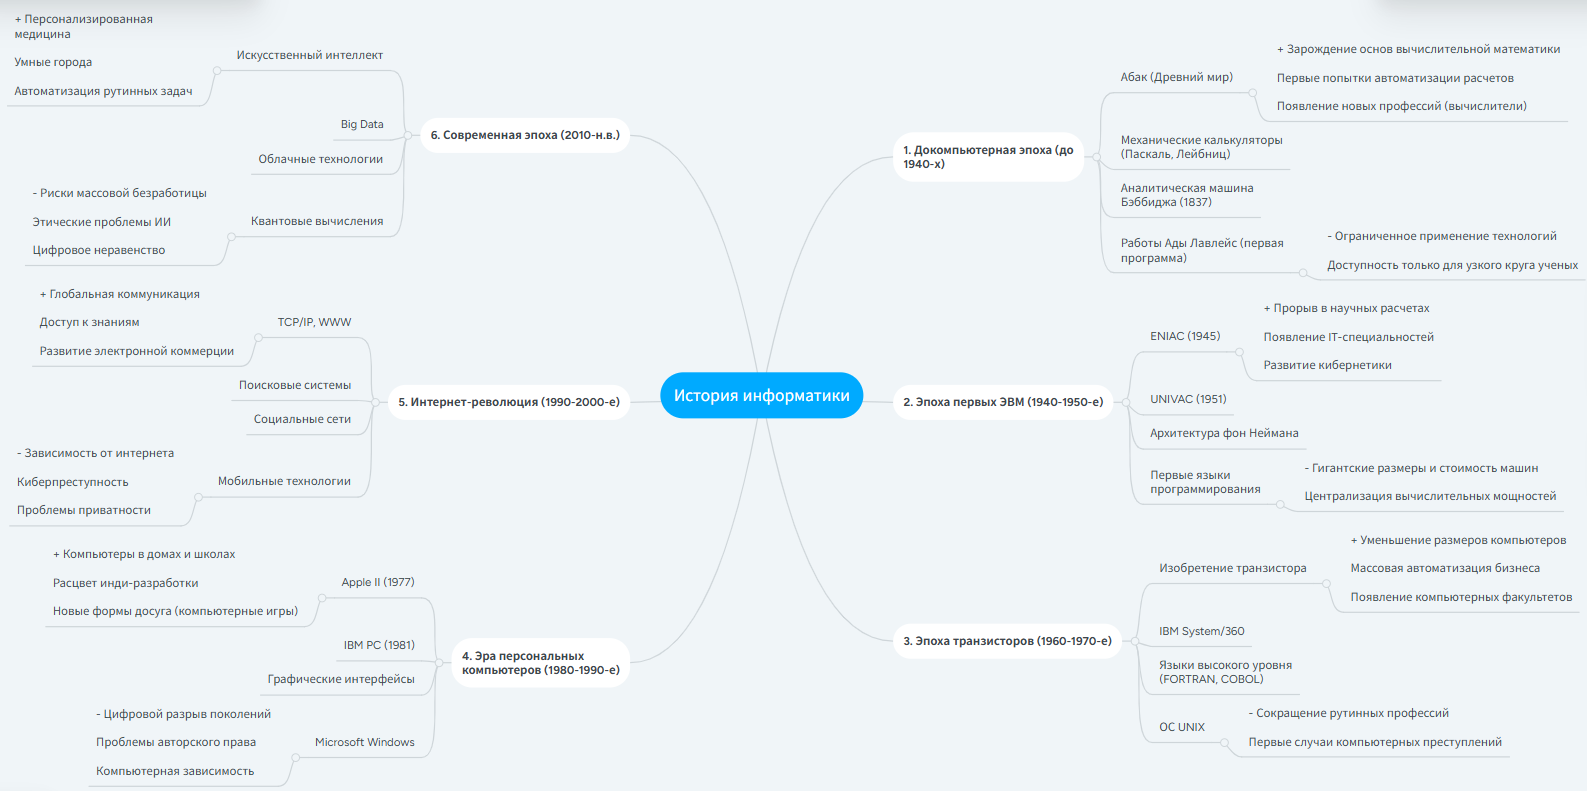 История информатики
1. Докомпьютерная эпоха (до
1940-х)
Абак (Древний мир)
+ Зарождение основ вычислительной математики
Первые попытки автоматизации расчетов
Появление новых профессий (вычислители)
Механические калькуляторы
(Паскаль, Лейбниц)
Аналитическая машина
Бэббиджа (1837)
Работы Ады Лавлейс (первая
программа)
- Ограниченное применение технологий
Доступность только для узкого круга ученых
2. Эпоха первых ЭВМ (1940-1950-е)
ENIAC (1945)
+ Прорыв в научных расчетах
Появление IT-специальностей
Развитие кибернетики
UNIVAC (1951)
Архитектура фон Неймана
Первые языки
программирования
- Гигантские размеры и стоимость машин
Централизация вычислительных мощностей
3. Эпоха транзисторов (1960-1970-е)
Изобретение транзистора
+ Уменьшение размеров компьютеров
Массовая автоматизация бизнеса
Появление компьютерных факультетов
IBM System/360
Языки высокого уровня
(FORTRAN, COBOL)
ОС UNIX
- Сокращение рутинных профессий
Первые случаи компьютерных преступлений
4. Эра персональных
компьютеров (1980-1990-е)
Apple II (1977)
+ Компьютеры в домах и школах
Расцвет инди-разработки
Новые формы досуга (компьютерные игры)
IBM PC (1981)
Графические интерфейсы
Microsoft Windows
- Цифровой разрыв поколений
Проблемы авторского права
Компьютерная зависимость
5. Интернет-революция (1990-2000-е)
TCP/IP, WWW
+ Глобальная коммуникация
Доступ к знаниям
Развитие электронной коммерции
Поисковые системы
Социальные сети
Мобильные технологии
- Зависимость от интернета
Киберпреступность
Проблемы приватности
6. Современная эпоха (2010-н.в.)
Искусственный интеллект
+ Персонализированная
медицина
Умные города
Автоматизация рутинных задач
Big Data
Облачные технологии
Квантовые вычисления
- Риски массовой безработицы
Этические проблемы ИИ
Цифровое неравенство